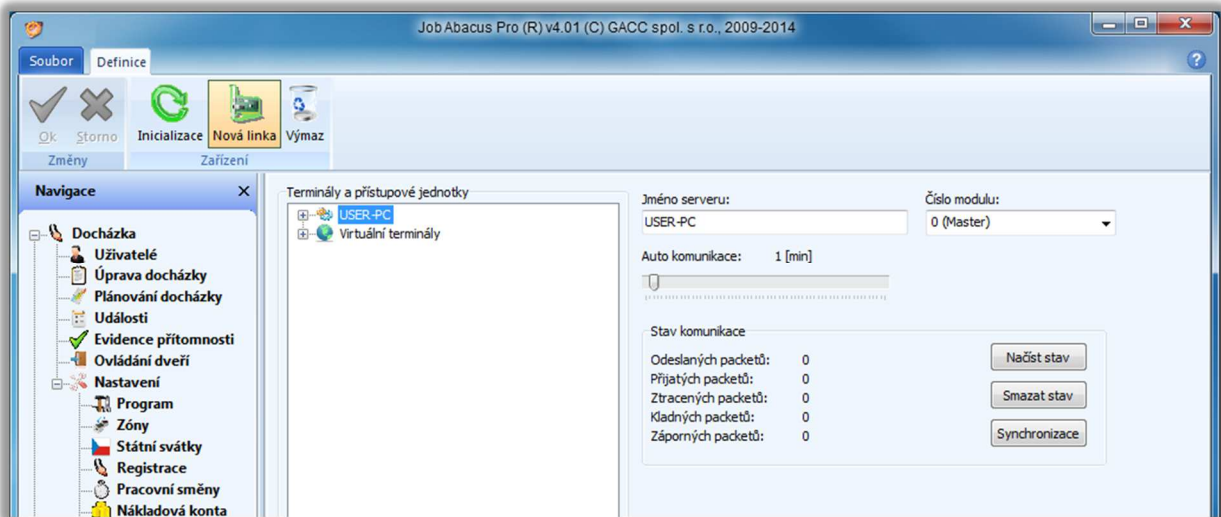 Job Abacus Pro (R) v4.01 (C) GACC spol. s r.o., 2009-2014
Soubor Definice
Ok Storno Inicializace Nová linka Výmaz
Změny Zařízení
Navigace
Docházka
Uživatelé
Úprava docházky
Plánování docházky
Události
Evidence přítomnosti
Ovládání dveří
Nastavení
Program
Zóny
Státní svátky
Registrace
Pracovní směny
Nákladová konta
Terminály a přístupové jednotky
USER-PC
Virtuální terminály
Jméno serveru: Číslo modulu:
USER-PC 0 (Master)
Auto komunikace: 1 [min]
Stav komunikace
Odeslaných packetů: 0
Přijatých packetů: 0
Ztracených packetů: 0
Kladných packetů: 0
Záporných packetů: 0
Načíst stav
Smazat stav
Synchronizace